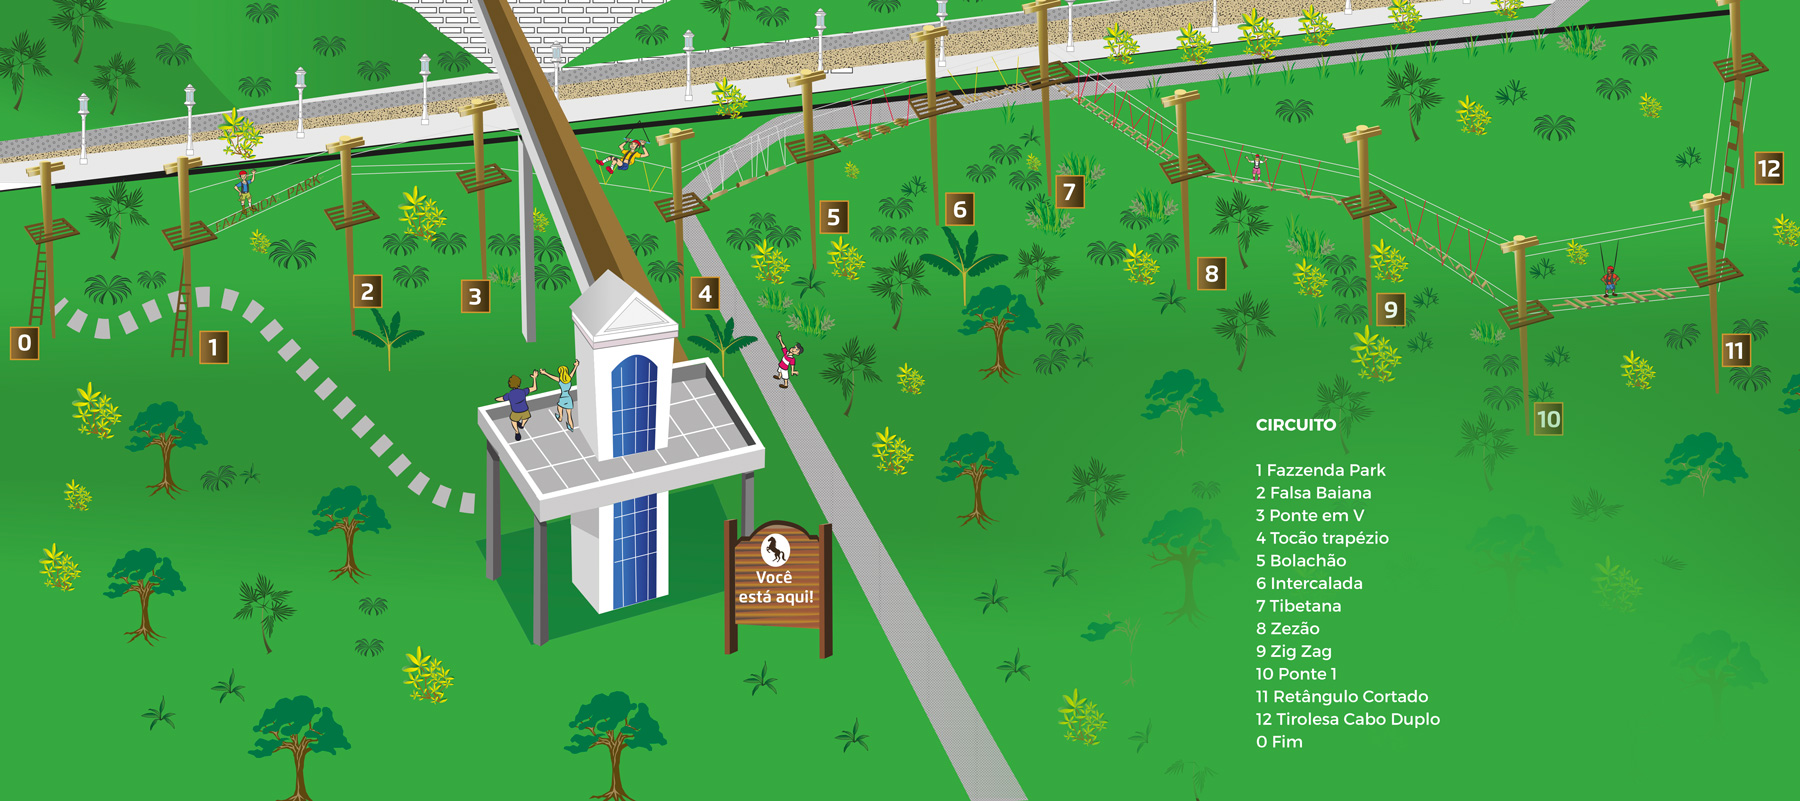 FAZENDA PARK
0
1
2
3
4
5
6
7
8
9
10
11
12
Você
está aqui!
CIRCUITO
1 Fazzenda Park
2 Falsa Baiana
3 Ponte em V
4 Tocão trapézio
5 Bolachão
6 Intercalada
7 Tibetana
8 Zezão
9 Zig Zag
10 Ponte 1
11 Retângulo Cortado
12 Tirolesa Cabo Duplo
0 Fim